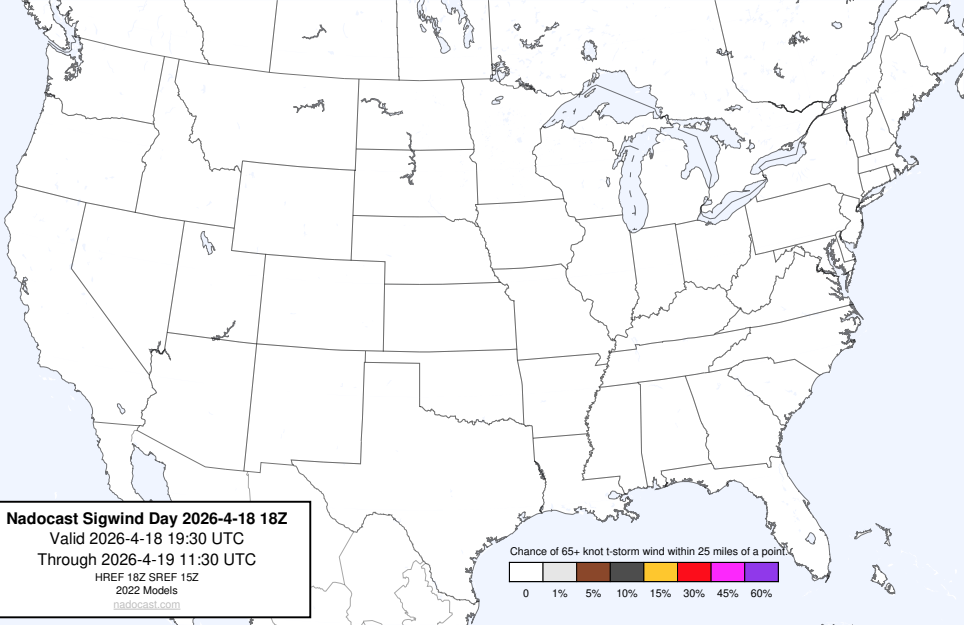 Nadocast Sigwind Day 2026-4-18 18Z
Valid 2026-4-18 19:30 UTC
Through 2026-4-19 11:30 UTC
HREF 18Z SREF 15Z
2022 Models
nadocast.com
Chance of 65+ knot t-storm wind within 25 miles of a point.
0 1% 5% 10% 15% 30% 45% 60%